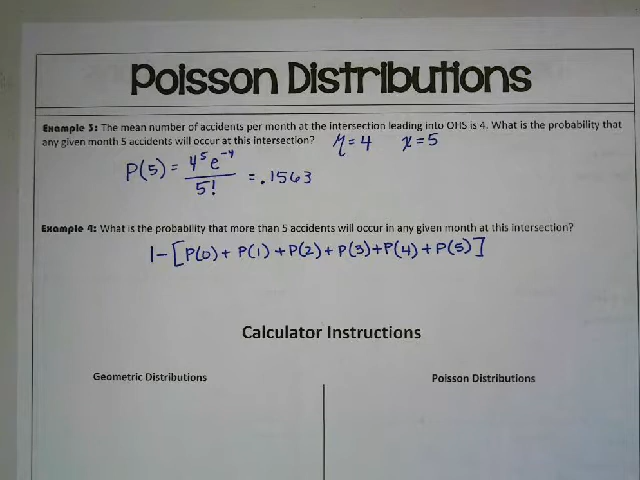 Poisson Distributions
Example 3: The mean number of accidents per month at the intersection leading into OHS is 4. What is the probability that
any given month 5 accidents will occur at this intersection? μ=4 x=5
P(5) = 4⁵e⁻⁴ / 5! = .1563
Example 4: What is the probability that more than 5 accidents will occur in any given month at this intersection?
1-[P(0)+P(1)+P(2)+P(3)+P(4)+P(5)]
Calculator Instructions
Geometric Distributions Poisson Distributions